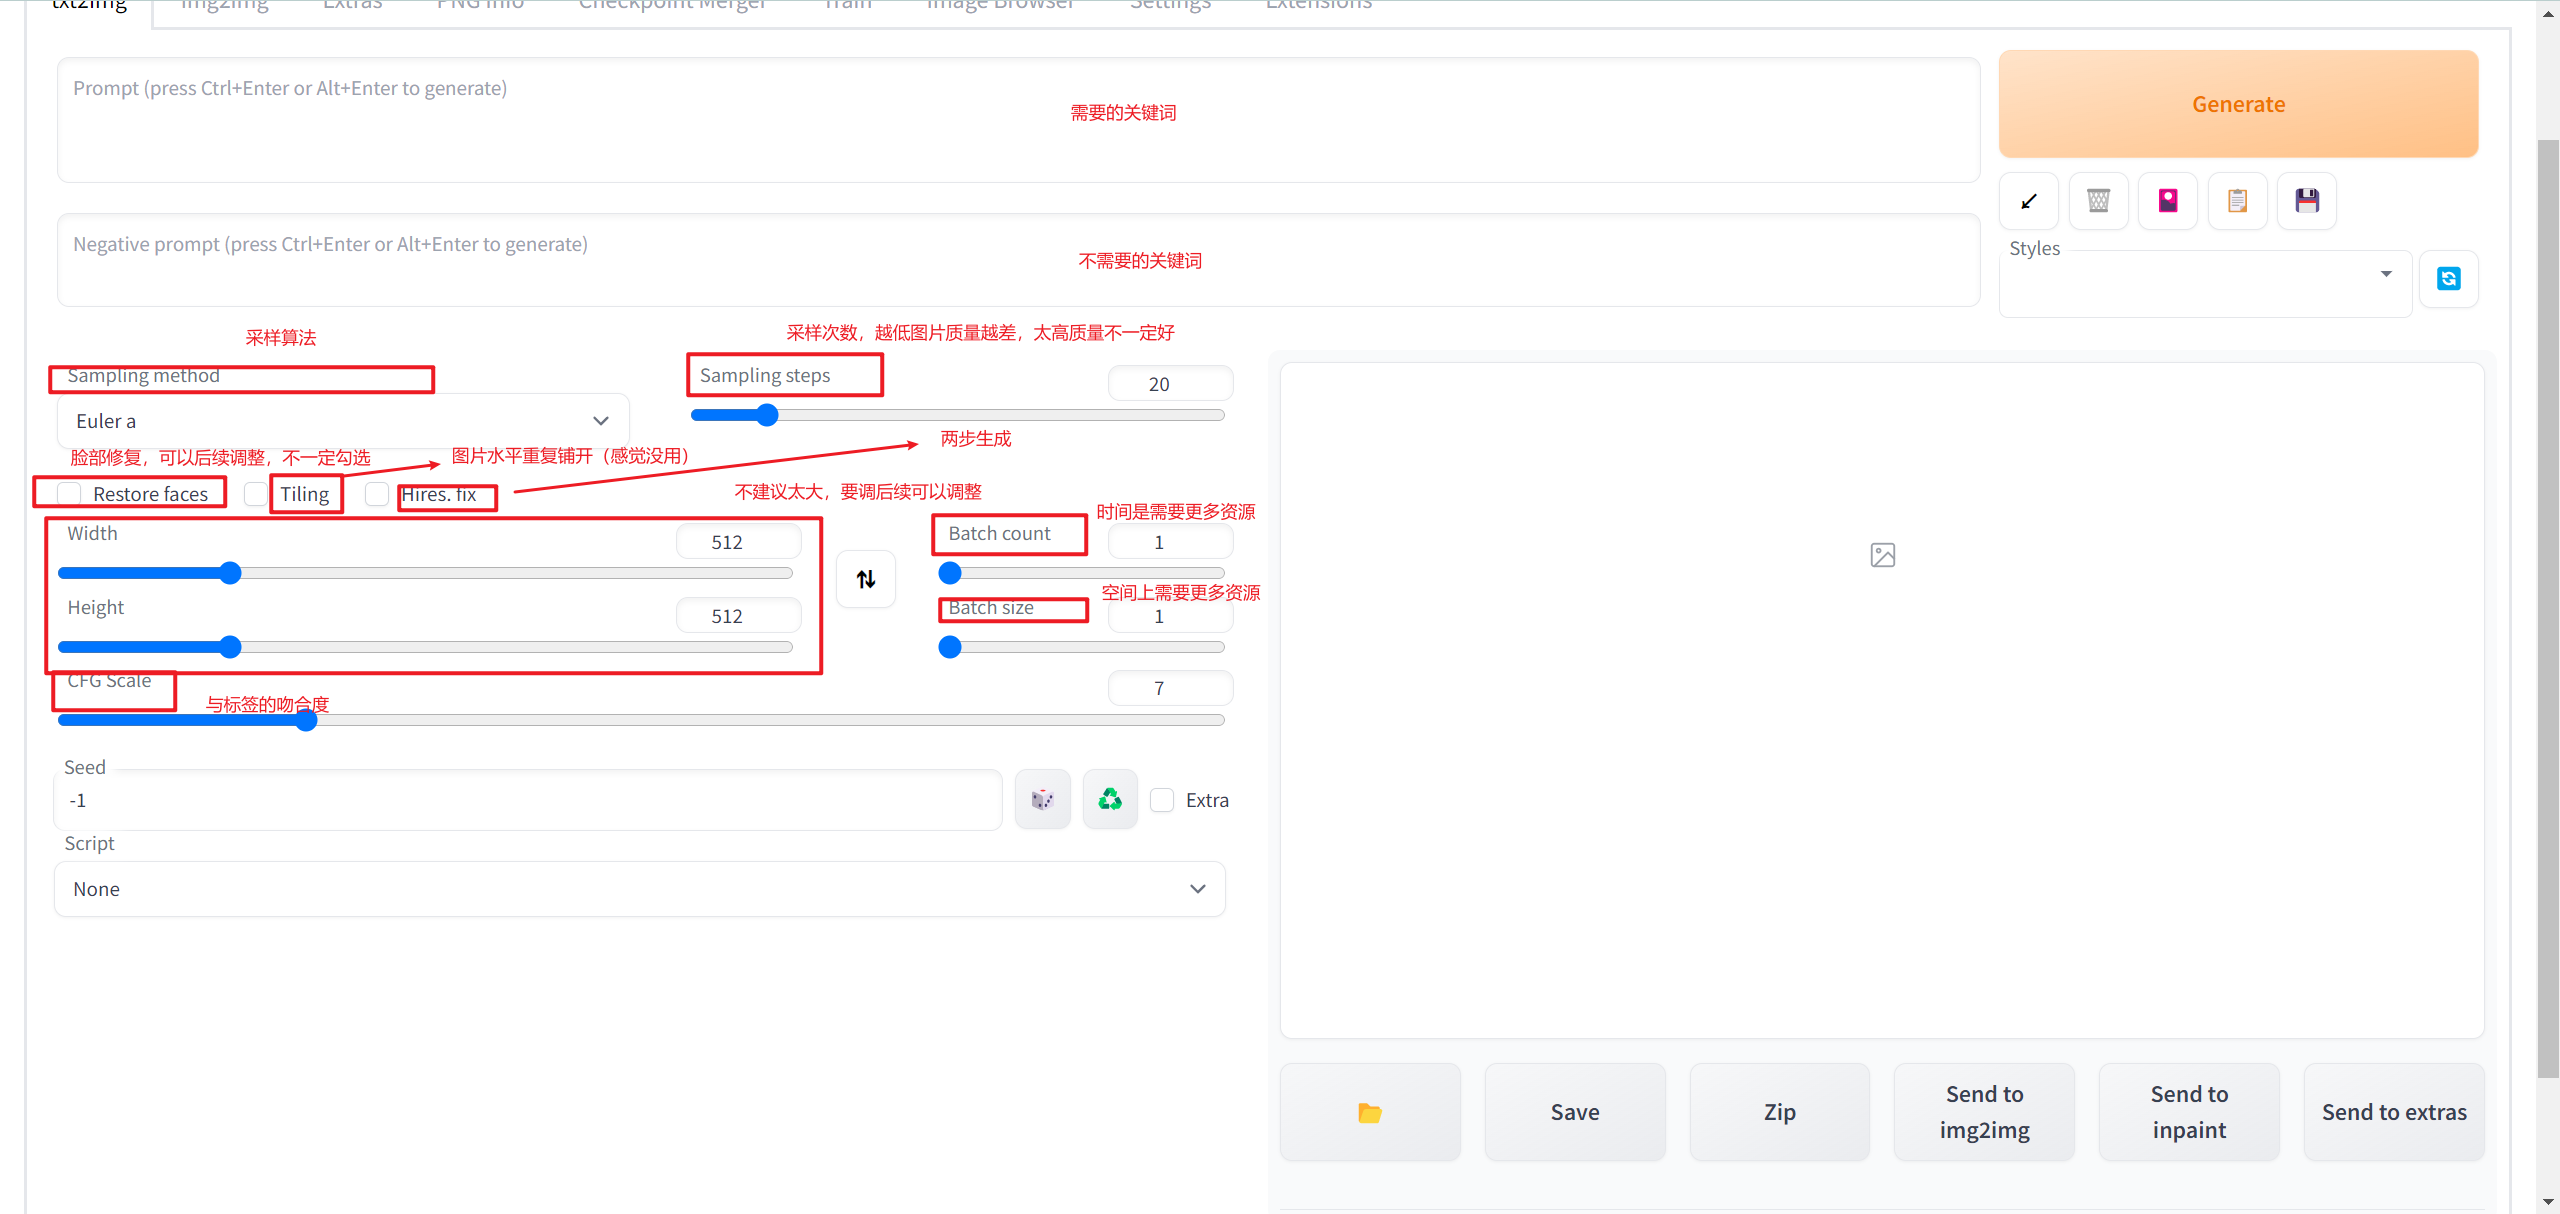 txt2img img2img Extras PNG Info Checkpoint Merger Train Image Browser Settings Extensions
Prompt (press Ctrl+Enter or Alt+Enter to generate)
需要的关键词
Generate
Negative prompt (press Ctrl+Enter or Alt+Enter to generate)
不需要的关键词
Styles
采样算法
采样次数，越低图片质量越差，太高质量不一定好
Sampling method
Sampling steps
20
Euler a
两步生成
脸部修复，可以后续调整，不一定勾选
图片水平重复铺开（感觉没用）
Restore faces
Tiling
Hires. fix
不建议太大，要调后续可以调整
时间是需要更多资源
Width
512
Batch count
1
空间上需要更多资源
Height
512
Batch size
1
CFG Scale
7
与标签的吻合度
Seed
-1
Extra
Script
None
Save
Zip
Send to
img2img
Send to
inpaint
Send to extras